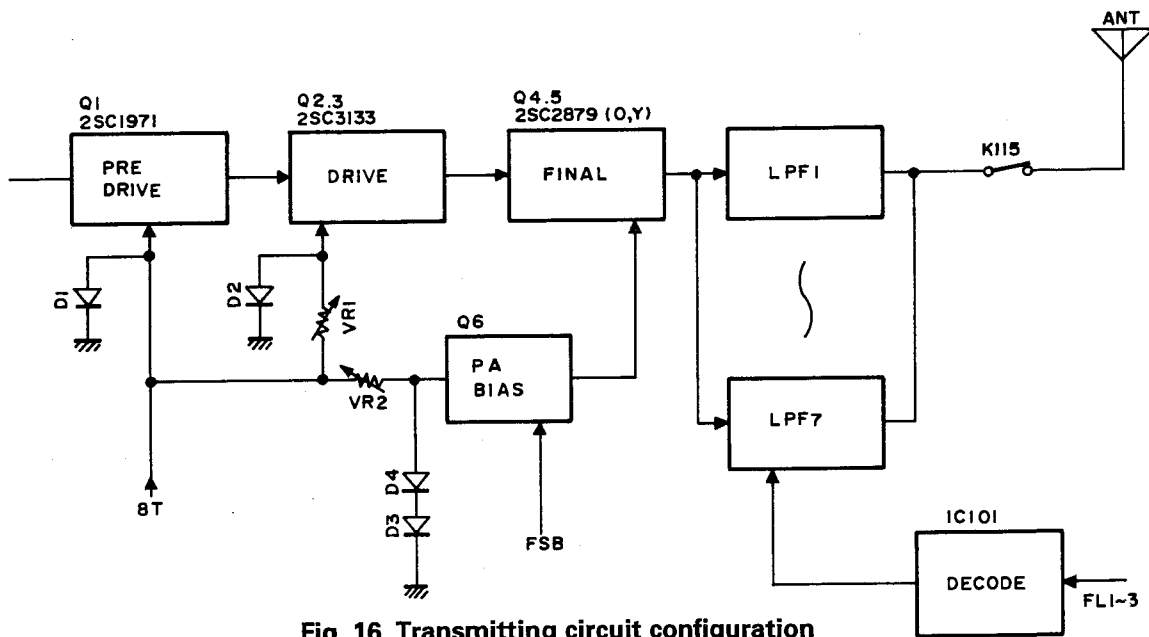 ANT
Q1
2SC1971
Q2.3
2SC3133
Q4.5
2SC2879 (O,Y)
PRE
DRIVE
DRIVE
FINAL
LPF1
K115
D1
D2
VR1
Q6
PA
BIAS
VR2
LPF7
8T
D4
D3
FSB
IC101
DECODE
FL1~3
Fig. 16 Transmitting circuit configuration